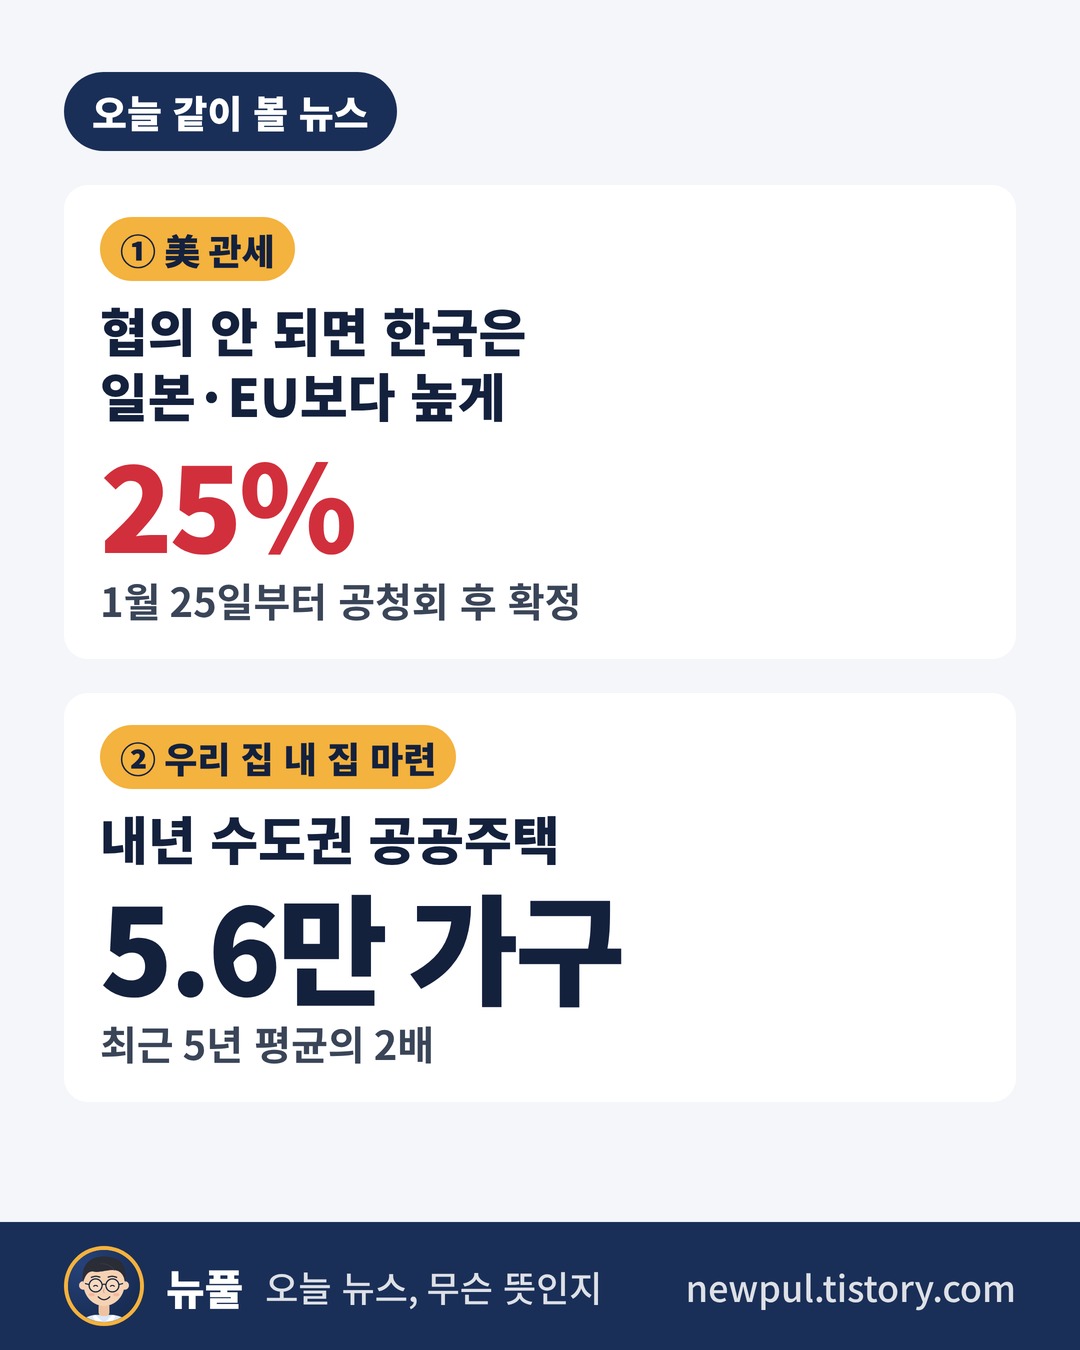 오늘 같이 볼 뉴스
① 美 관세
협의 안 되면 한국은
일본·EU보다 높게
25%
1월 25일부터 공청회 후 확정
② 우리 집 내 집 마련
내년 수도권 공공주택
5.6만 가구
최근 5년 평균의 2배
뉴풀 오늘 뉴스, 무슨 뜻인지 newpul.tistory.com